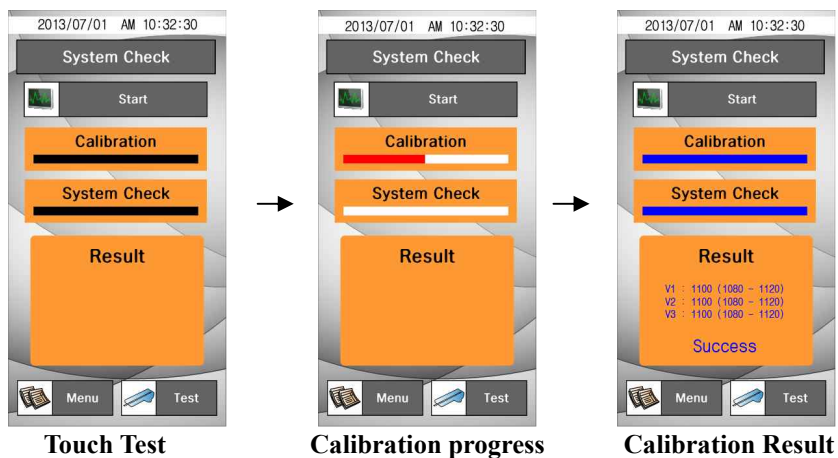 2013/07/01 AM 10:32:30
System Check
Start
Calibration
System Check
Result
Menu
Test
Touch Test
2013/07/01 AM 10:32:30
System Check
Start
Calibration
System Check
Result
Menu
Test
Calibration progress
2013/07/01 AM 10:32:30
System Check
Start
Calibration
System Check
Result
V1 : 1100 (1080 - 1120)
V2 : 1100 (1080 - 1120)
V3 : 1100 (1080 - 1120)
Success
Menu
Test
Calibration Result